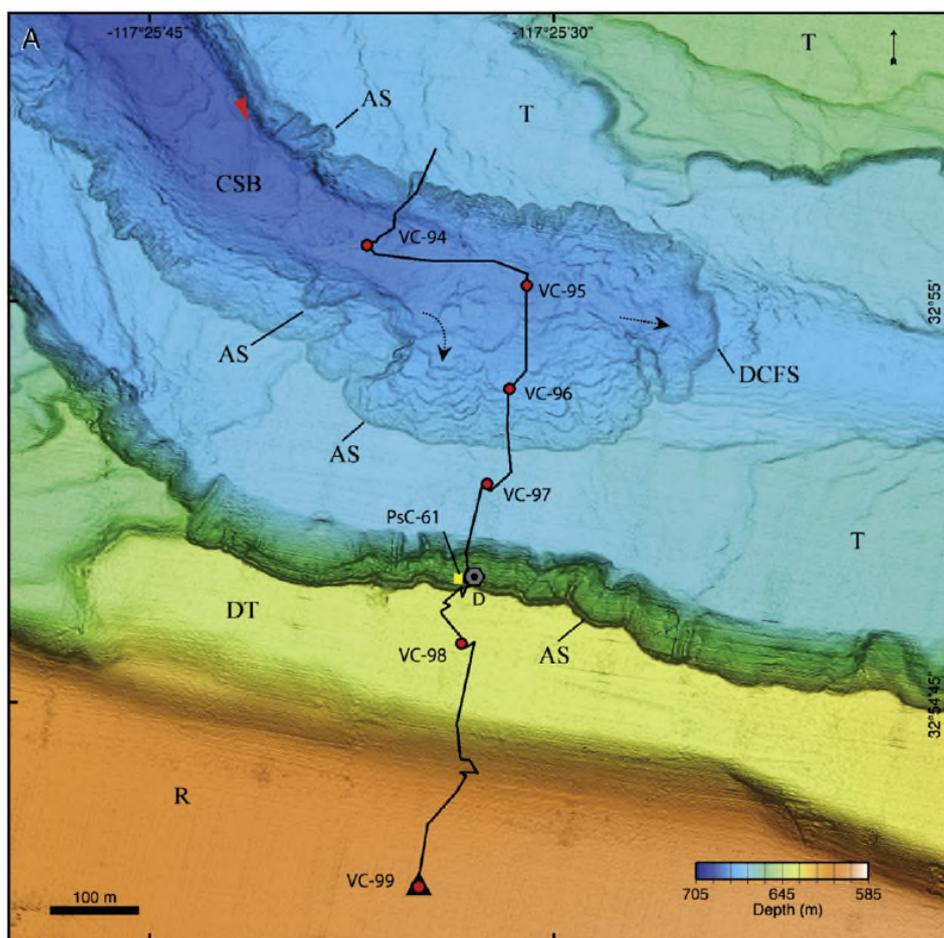 A
-117°25'45"
-117°25'30"
T
T
AS
CSB
VC-94
VC-95
32°55'
AS
DCFS
VC-96
AS
VC-97
PsC-61
T
D
DT
VC-98
AS
32°54'45"
R
VC-99
100 m
705
645
585
Depth (m)